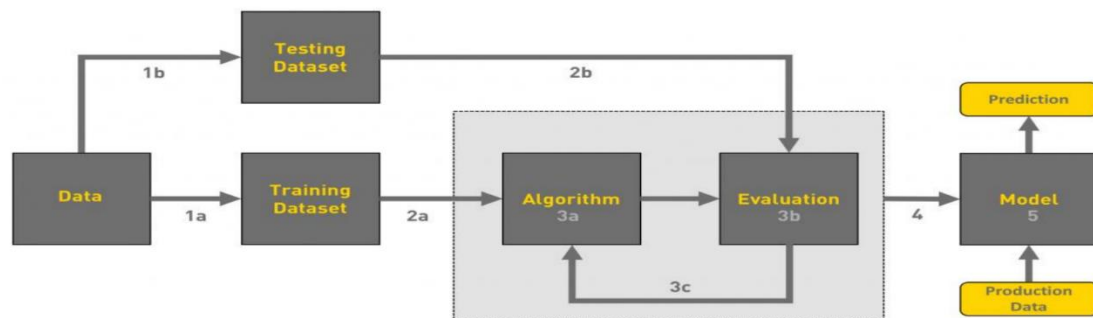 Testing
Dataset
1b
2b
Prediction
Data
Training
Dataset
Algorithm
3a
Evaluation
3b
Model
5
1a
2a
4
3c
Production
Data